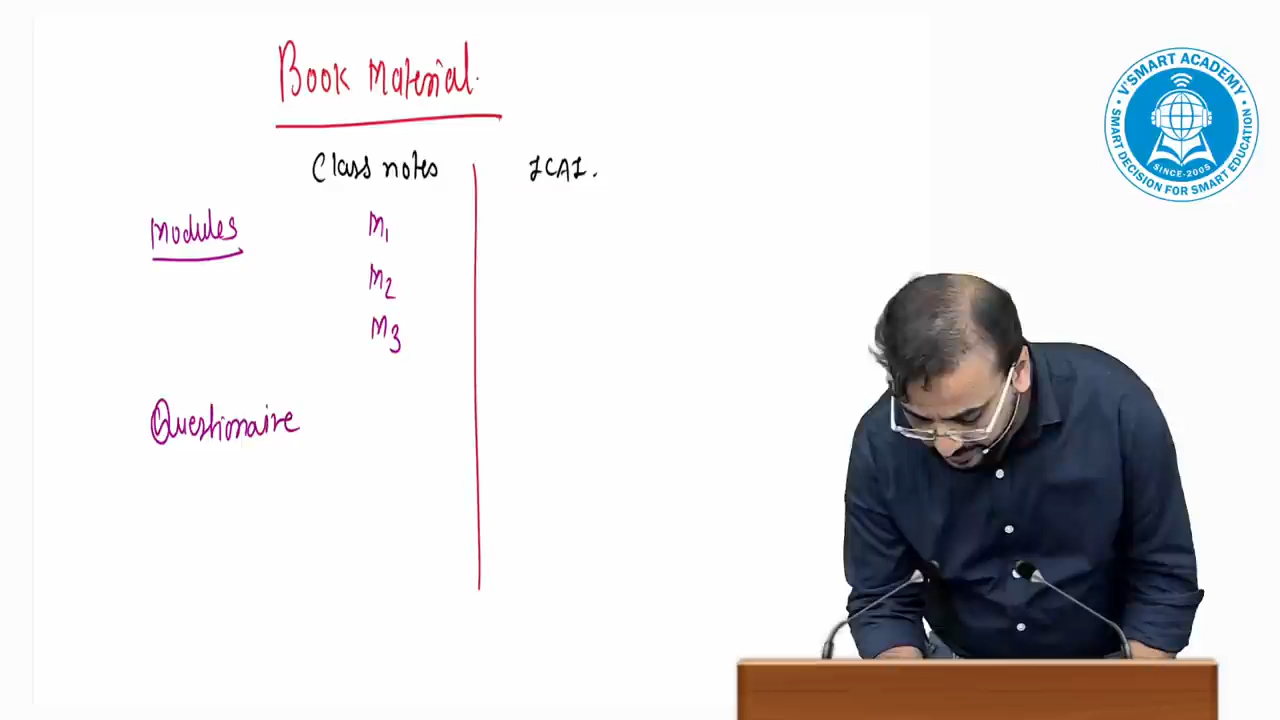 Book Material.
Class notes ICAI.
Modules M1
M2
M3
Questionaire
V'SMART ACADEMY
SMART DECISION FOR SMART EDUCATION
SINCE-2005